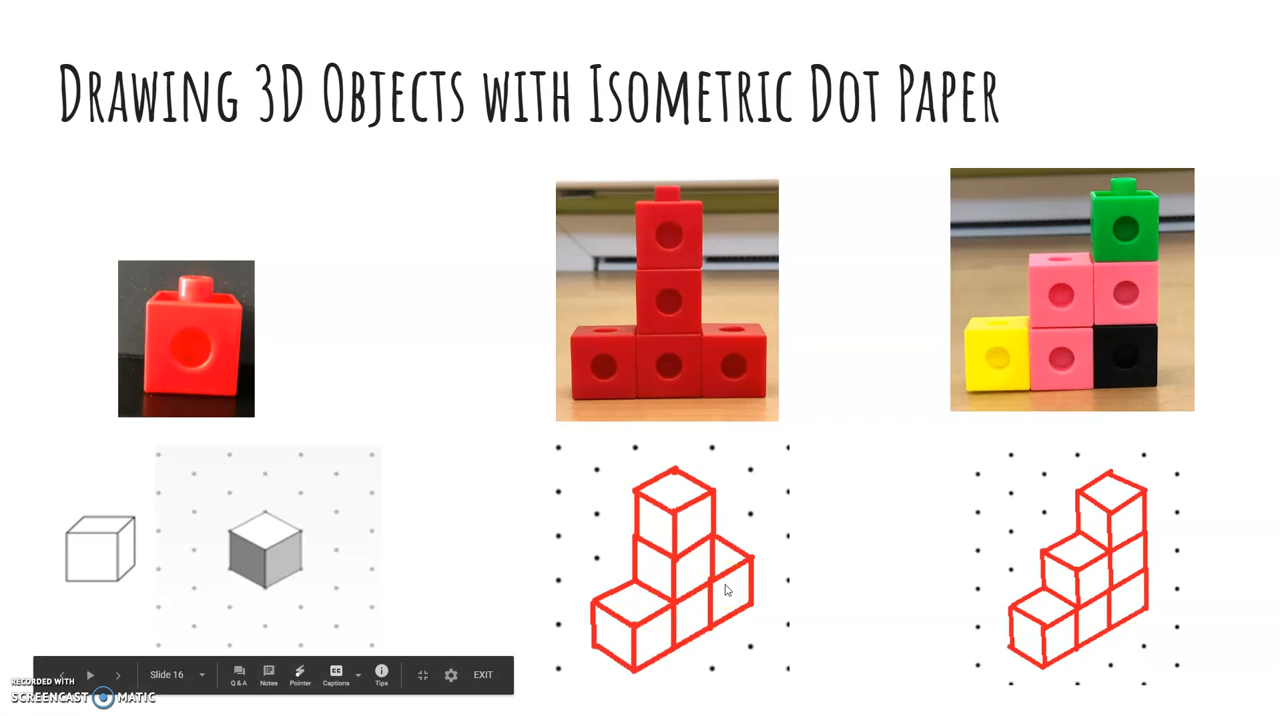 Drawing 3D Objects with Isometric Dot Paper
Slide 16
Q & A
Notes
Pointer
Captions
Tips
EXIT
RECORDED WITH
SCREENCAST MATIC